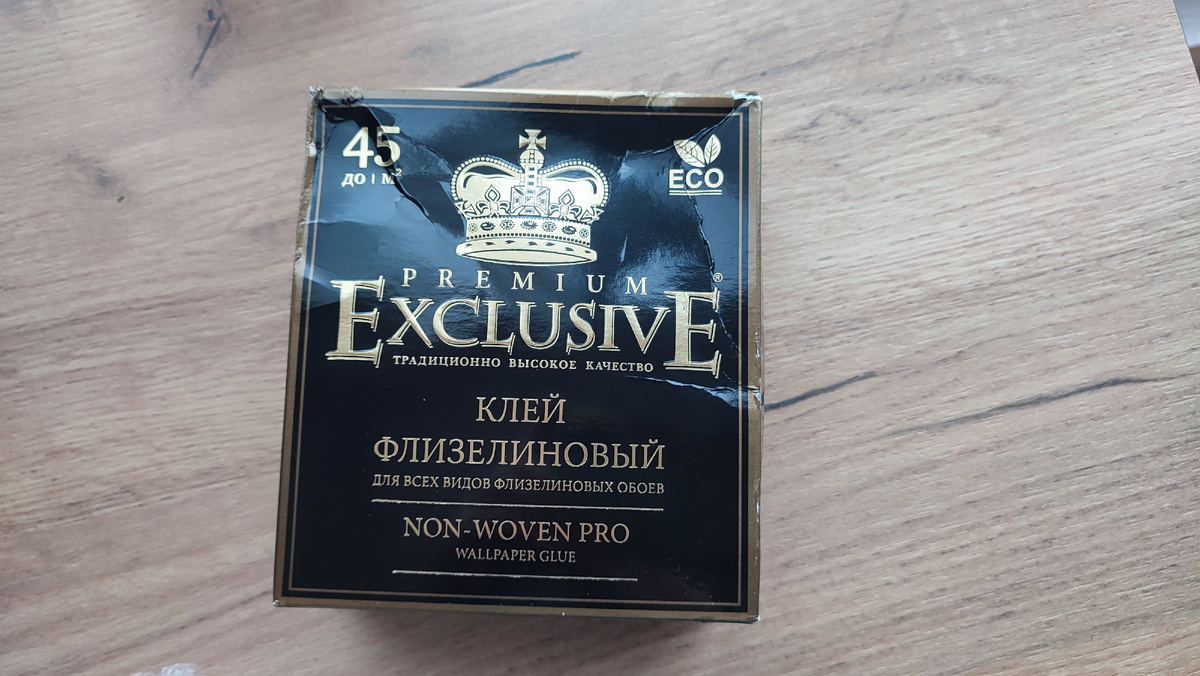 45
ДО | М²
ECO
PREMIUM
EXCLUSIVE®
ТРАДИЦИОННО ВЫСОКОЕ КАЧЕСТВО
КЛЕЙ
ФЛИЗЕЛИНОВЫЙ
ДЛЯ ВСЕХ ВИДОВ ФЛИЗЕЛИНОВЫХ ОБОЕВ
NON-WOVEN PRO
WALLPAPER GLUE